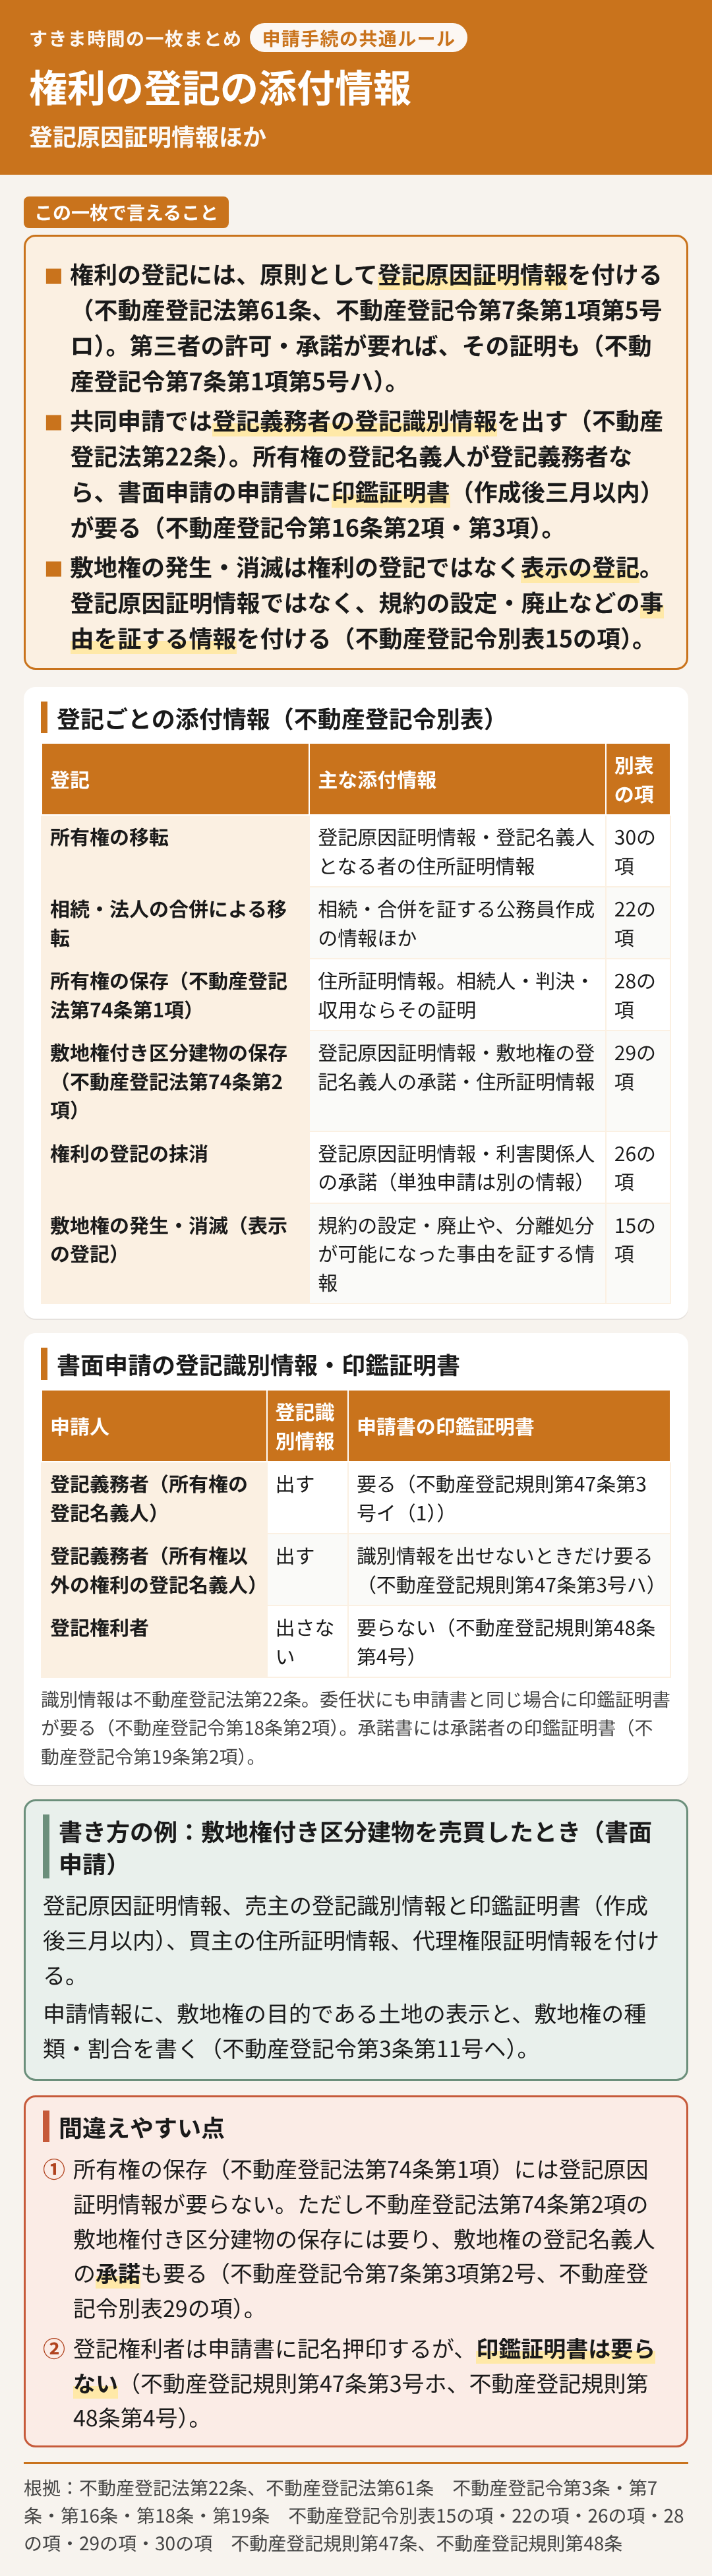 すきま時間の一枚まとめ 申請手続の共通ルール
権利の登記の添付情報
登記原因証明情報ほか
この一枚で言えること
■ 権利の登記には、原則として登記原因証明情報を付ける
（不動産登記法第61条、不動産登記令第7条第1項第5号
ロ）。第三者の許可・承諾が要れば、その証明も（不動
産登記令第7条第1項第5号ハ）。
■ 共同申請では登記義務者の登記識別情報を出す（不動産
登記法第22条）。所有権の登記名義人が登記義務者な
ら、書面申請の申請書に印鑑証明書（作成後三月以内）
が要る（不動産登記令第16条第2項・第3項）。
■ 敷地権の発生・消滅は権利の登記ではなく表示の登記。
登記原因証明情報ではなく、規約の設定・廃止などの事
由を証する情報を付ける（不動産登記令別表15の項）。
登記ごとの添付情報（不動産登記令別表）
登記 主な添付情報 別表
の項
所有権の移転 登記原因証明情報・登記名義人 30の
となる者の住所証明情報 項
相続・法人の合併による移 相続・合併を証する公務員作成 22の
転 の情報ほか 項
所有権の保存（不動産登記 住所証明情報。相続人・判決・ 28の
法第74条第1項） 収用ならその証明 項
敷地権付き区分建物の保存 登記原因証明情報・敷地権の登 29の
（不動産登記法第74条第2 記名義人の承諾・住所証明情報 項
項）
権利の登記の抹消 登記原因証明情報・利害関係人 26の
の承諾（単独申請は別の情報） 項
敷地権の発生・消滅（表示 規約の設定・廃止や、分離処分 15の
の登記） が可能になった事由を証する情 項
報
書面申請の登記識別情報・印鑑証明書
申請人 登記識 申請書の印鑑証明書
別情報
登記義務者（所有権の 出す 要る（不動産登記規則第47条第3
登記名義人） 号イ（1））
登記義務者（所有権以 出す 識別情報を出せないときだけ要る
外の権利の登記名義人） （不動産登記規則第47条第3号ハ）
登記権利者 出さな 要らない（不動産登記規則第48条
い 第4号）
識別情報は不動産登記法第22条。委任状にも申請書と同じ場合に印鑑証明書
が要る（不動産登記令第18条第2項）。承諾書には承諾者の印鑑証明書（不
動産登記令第19条第2項）。
書き方の例：敷地権付き区分建物を売買したとき（書面
申請）
登記原因証明情報、売主の登記識別情報と印鑑証明書（作成
後三月以内）、買主の住所証明情報、代理権限証明情報を付け
る。
申請情報に、敷地権の目的である土地の表示と、敷地権の種
類・割合を書く（不動産登記令第3条第11号ヘ）。
間違えやすい点
① 所有権の保存（不動産登記法第74条第1項）には登記原因
証明情報が要らない。ただし不動産登記法第74条第2項の
敷地権付き区分建物の保存には要り、敷地権の登記名義人
の承諾も要る（不動産登記令第7条第3項第2号、不動産登
記令別表29の項）。
② 登記権利者は申請書に記名押印するが、印鑑証明書は要ら
ない（不動産登記規則第47条第3号ホ、不動産登記規則第
48条第4号）。
根拠：不動産登記法第22条、不動産登記法第61条　不動産登記令第3条・第7
条・第16条・第18条・第19条　不動産登記令別表15の項・22の項・26の項・28
の項・29の項・30の項　不動産登記規則第47条、不動産登記規則第48条